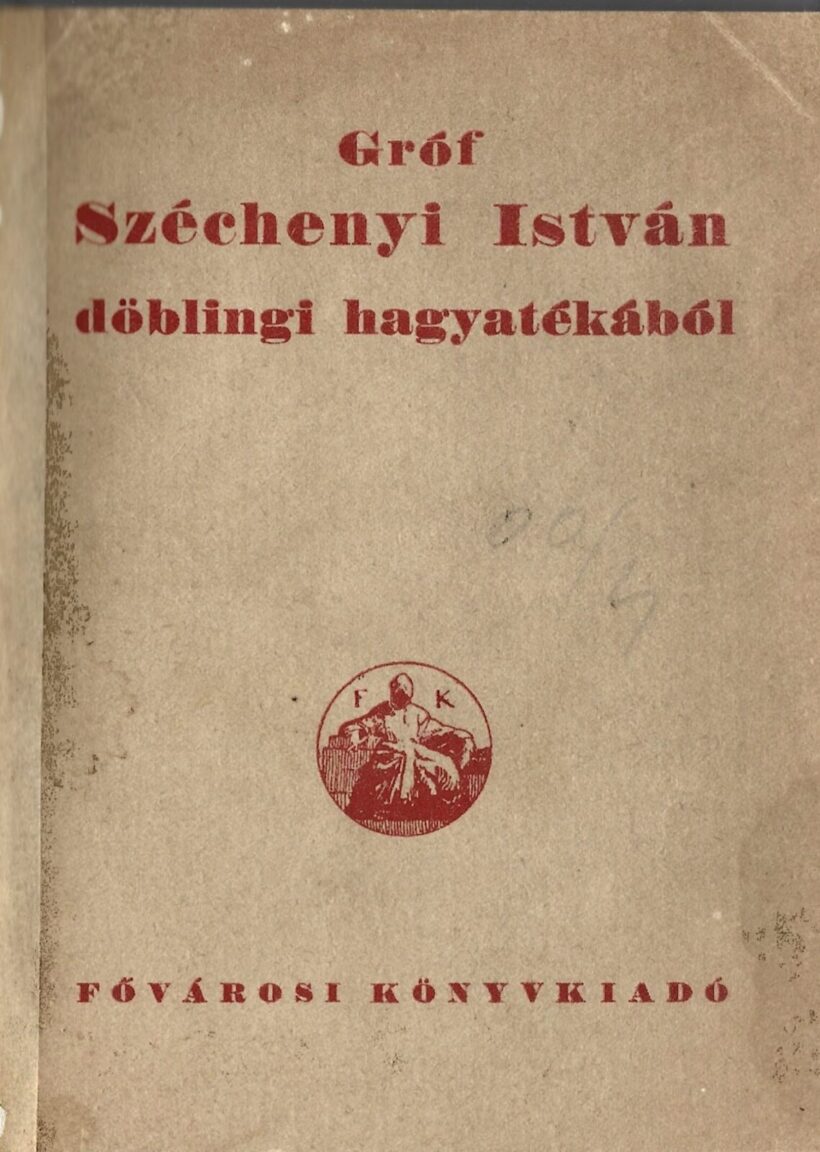 Gróf
Széchenyi István
döblingi hagyatékából
F K
FŐVÁROSI KÖNYVKIADÓ